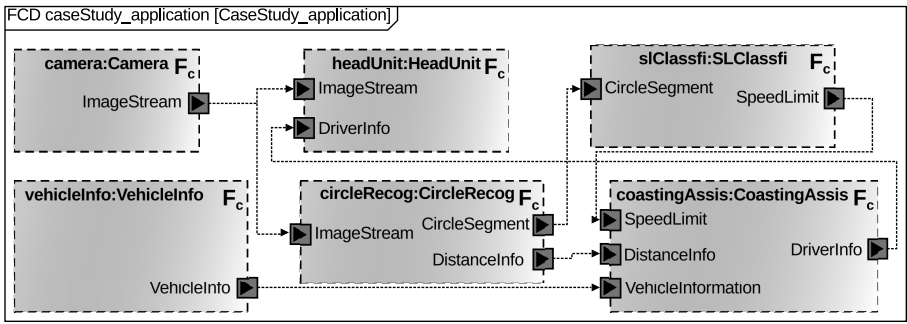 FCD caseStudy_application [CaseStudy_application]
camera:Camera Fc
ImageStream
headUnit:HeadUnit Fc
ImageStream
DriverInfo
slClassfi:SLClassfi Fc
CircleSegment
SpeedLimit
vehicleInfo:VehicleInfo Fc
VehicleInfo
circleRecog:CircleRecog Fc
CircleSegment
ImageStream
DistanceInfo
coastingAssis:CoastingAssis Fc
SpeedLimit
DistanceInfo
DriverInfo
VehicleInformation